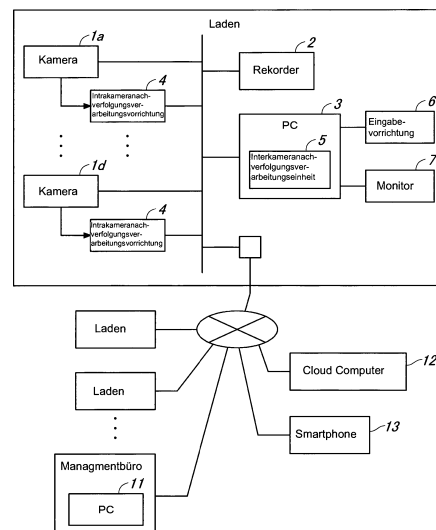 Laden
1a
Kamera
4
Intrakameranach-
verfolgungsver-
arbeitungsvorrichtung
1d
Kamera
4
Intrakameranach-
verfolgungsver-
arbeitungsvorrichtung
2
Rekorder
3
PC
5
Interkameranach-
verfolgungsver-
arbeitungseinheit
6
Eingabe-
vorrichtung
7
Monitor
Laden
Laden
Managmentbüro
11
PC
Cloud Computer
12
Smartphone
13